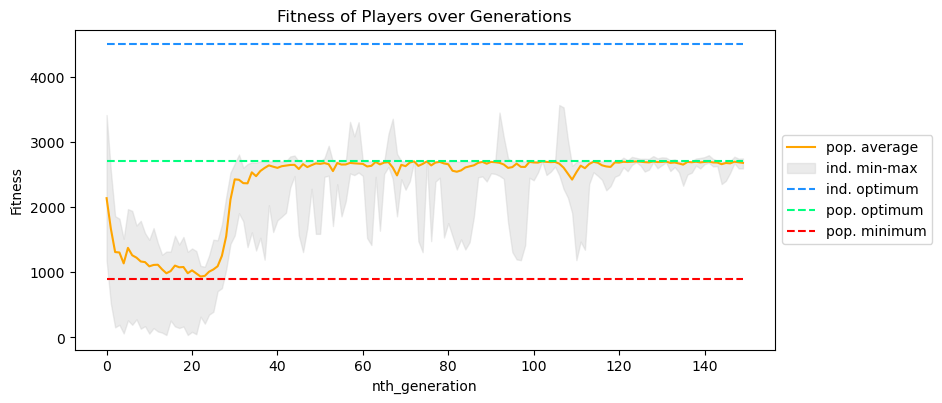 Fitness of Players over Generations
Fitness
4000
3000
2000
1000
0
0 20 40 60 80 100 120 140
nth_generation
pop. average
ind. min-max
ind. optimum
pop. optimum
pop. minimum